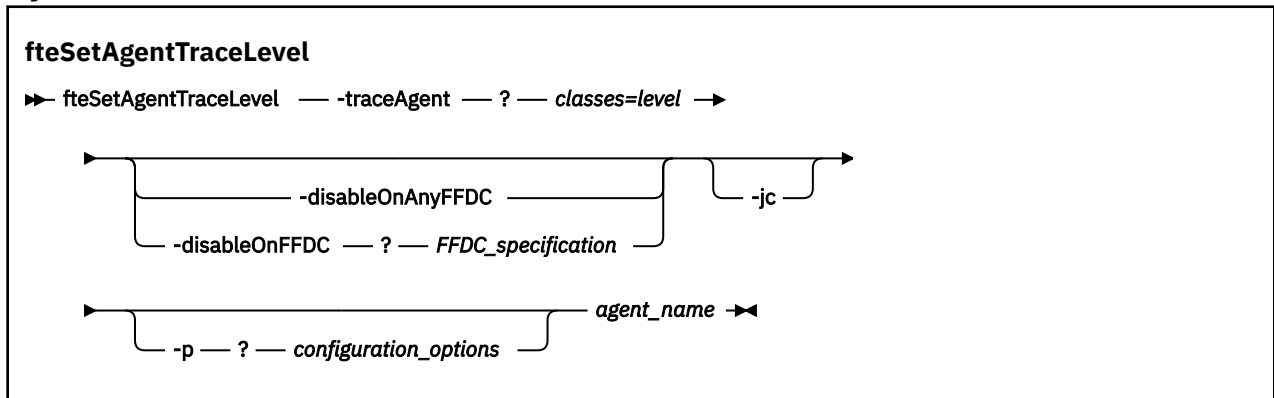 fteSetAgentTraceLevel
fteSetAgentTraceLevel -traceAgent ? classes=level
-disableOnAnyFFDC -jc
-disableOnFFDC ? FFDC_specification
agent_name
-p ? configuration_options